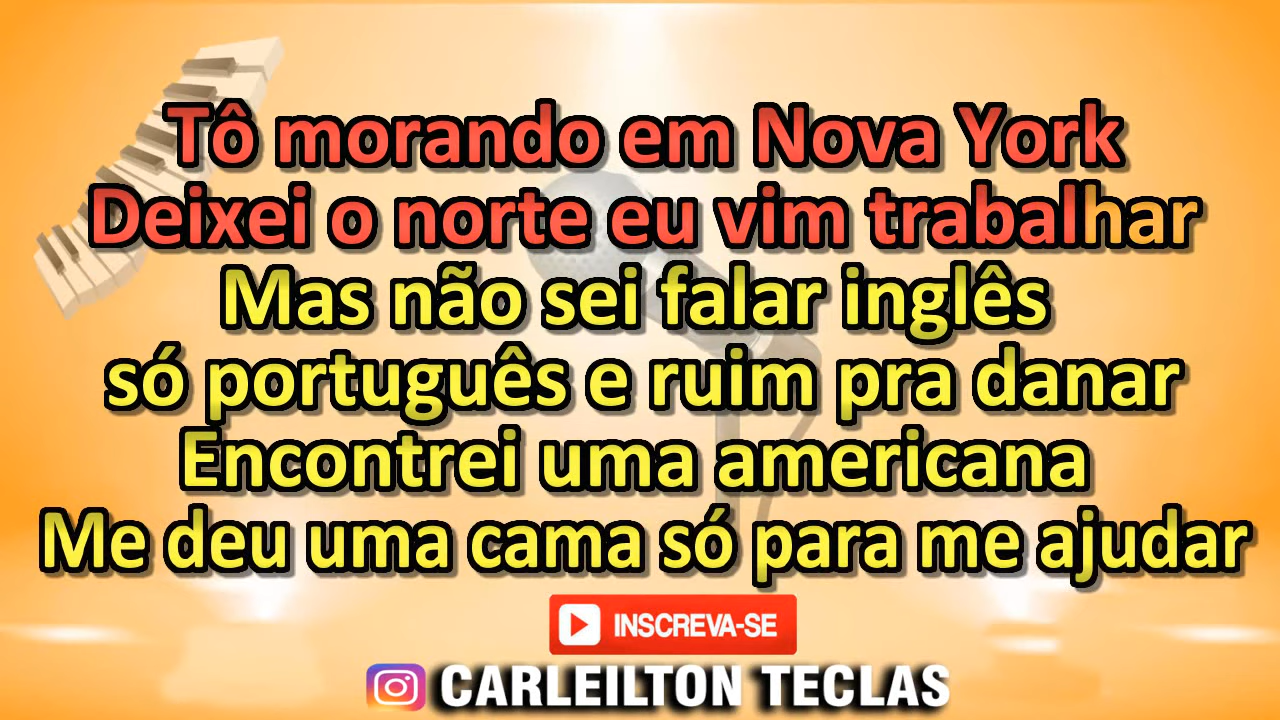 Tô morando em Nova York
Deixei o norte eu vim trabalhar
Mas não sei falar inglês
só português e ruim pra danar
Encontrei uma americana
Me deu uma cama só para me ajudar
INSCREVA-SE
CARLEILTON TECLAS